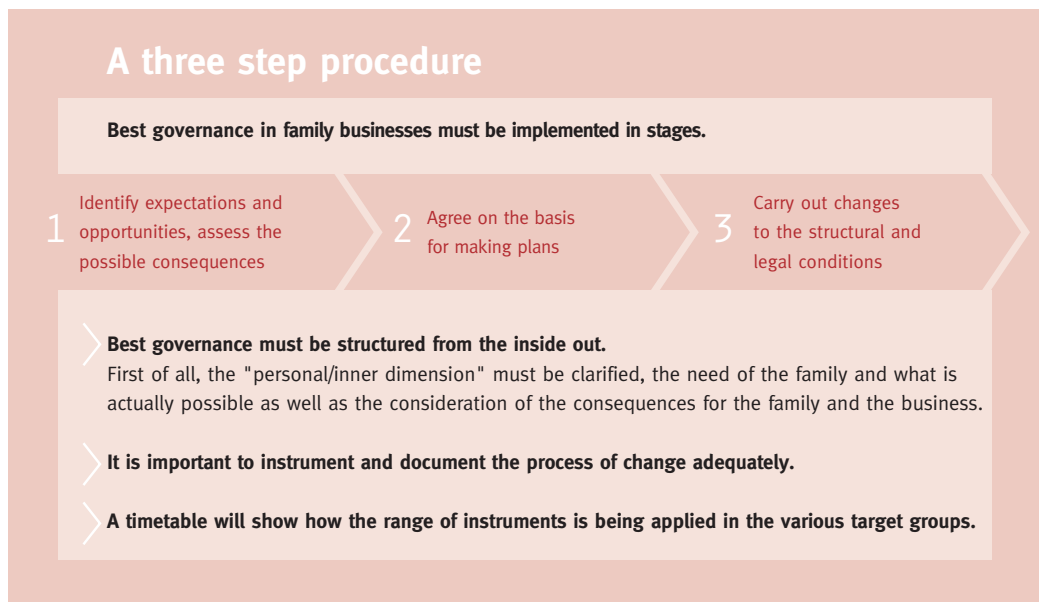 A three step procedure
Best governance in family businesses must be implemented in stages.
1
Identify expectations and
opportunities, assess the
possible consequences
2
Agree on the basis
for making plans
3
Carry out changes
to the structural and
legal conditions
Best governance must be structured from the inside out.
First of all, the "personal/inner dimension" must be clarified, the need of the family and what is
actually possible as well as the consideration of the consequences for the family and the business.
It is important to instrument and document the process of change adequately.
A timetable will show how the range of instruments is being applied in the various target groups.